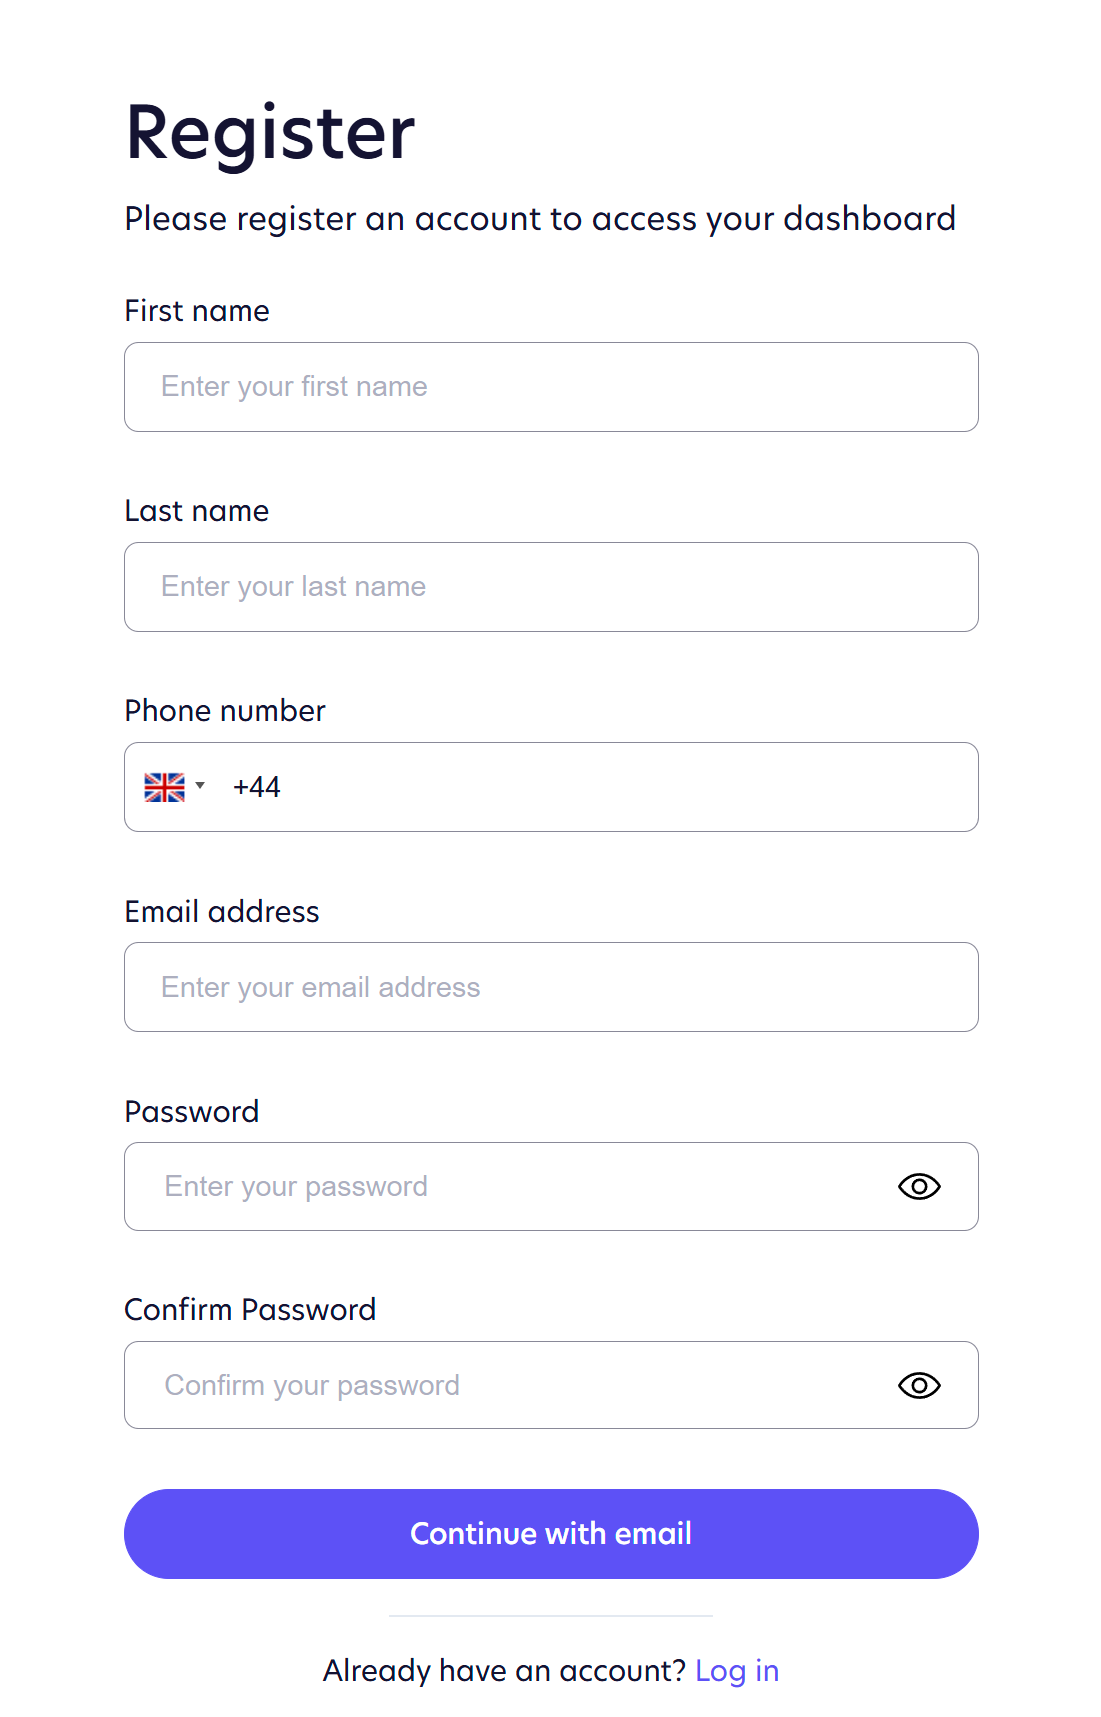 Register
Please register an account to access your dashboard
First name
Enter your first name
Last name
Enter your last name
Phone number
+44
Email address
Enter your email address
Password
Enter your password
Confirm Password
Confirm your password
Continue with email
Already have an account? Log in